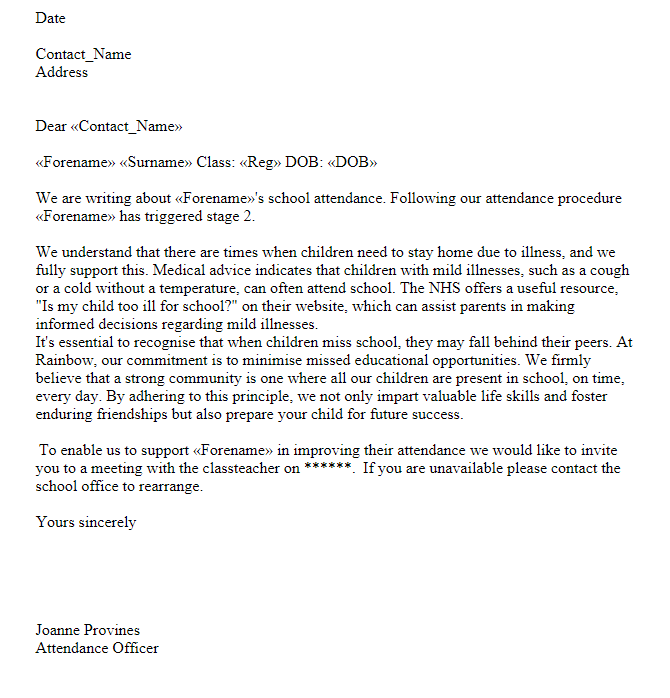 Date
Contact_Name
Address
Dear «Contact_Name»
«Forename» «Surname» Class: «Reg» DOB: «DOB»
We are writing about «Forename»'s school attendance. Following our attendance procedure
«Forename» has triggered stage 2.
We understand that there are times when children need to stay home due to illness, and we
fully support this. Medical advice indicates that children with mild illnesses, such as a cough
or a cold without a temperature, can often attend school. The NHS offers a useful resource,
"Is my child too ill for school?" on their website, which can assist parents in making
informed decisions regarding mild illnesses.
It's essential to recognise that when children miss school, they may fall behind their peers. At
Rainbow, our commitment is to minimise missed educational opportunities. We firmly
believe that a strong community is one where all our children are present in school, on time,
every day. By adhering to this principle, we not only impart valuable life skills and foster
enduring friendships but also prepare your child for future success.
To enable us to support «Forename» in improving their attendance we would like to invite
you to a meeting with the classteacher on ******. If you are unavailable please contact the
school office to rearrange.
Yours sincerely
Joanne Provines
Attendance Officer